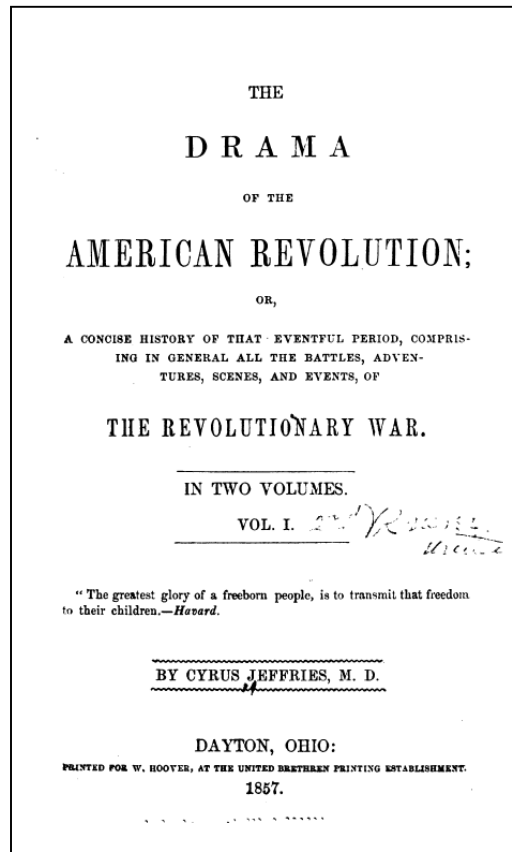 THE
DRAMA
OF THE
AMERICAN REVOLUTION;
OR,
A CONCISE HISTORY OF THAT EVENTFUL PERIOD, COMPRIS-
ING IN GENERAL ALL THE BATTLES, ADVEN-
TURES, SCENES, AND EVENTS, OF
THE REVOLUTIONARY WAR.
IN TWO VOLUMES.
VOL. I.
" The greatest glory of a freeborn people, is to transmit that freedom
to their children.—Havard.
BY CYRUS JEFFRIES, M. D.
DAYTON, OHIO:
PRINTED FOR W. HOOVER, AT THE UNITED BRETHREN PRINTING ESTABLISHMENT.
1857.